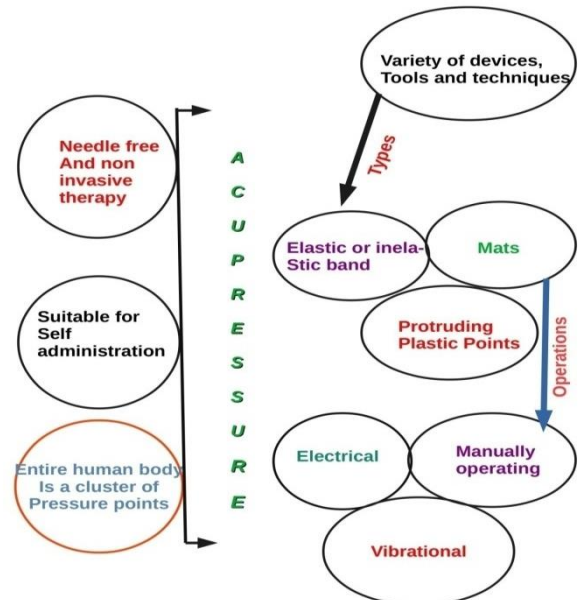 Needle free
And non
invasive
therapy
Suitable for
Self
administration
Entire human body
Is a cluster of
Pressure points
A
C
U
P
R
E
S
S
U
R
E
Variety of devices,
Tools and techniques
Types
Elastic or inela-
Stic band
Mats
Protruding
Plastic Points
Operations
Electrical
Manually
operating
Vibrational